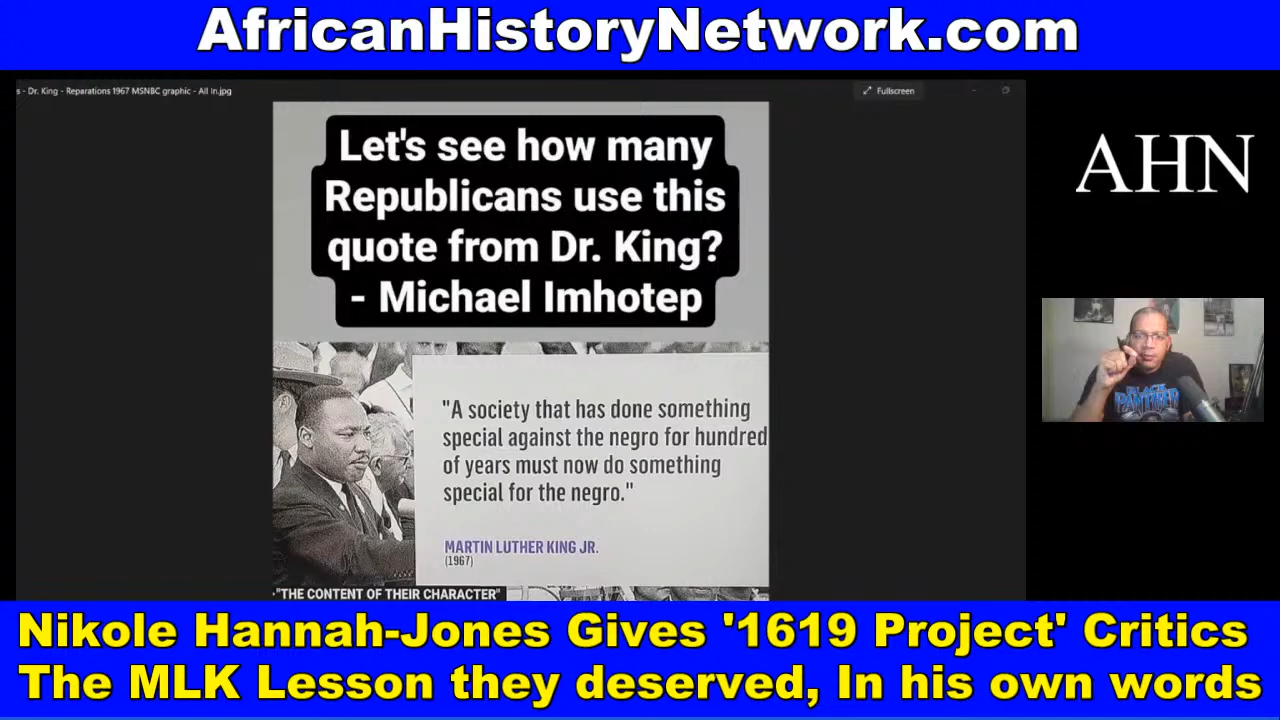 AfricanHistoryNetwork.com
s - Dr. King - Reparations 1967 MSNBC graphic - All In.jpg
Fullscreen
Let's see how many
Republicans use this
quote from Dr. King?
- Michael Imhotep
AHN
"A society that has done something
special against the negro for hundred
of years must now do something
special for the negro."
MARTIN LUTHER KING JR.
(1967)
"THE CONTENT OF THEIR CHARACTER"
BLACK
PANTHER
Nikole Hannah-Jones Gives '1619 Project' Critics
The MLK Lesson they deserved, In his own words